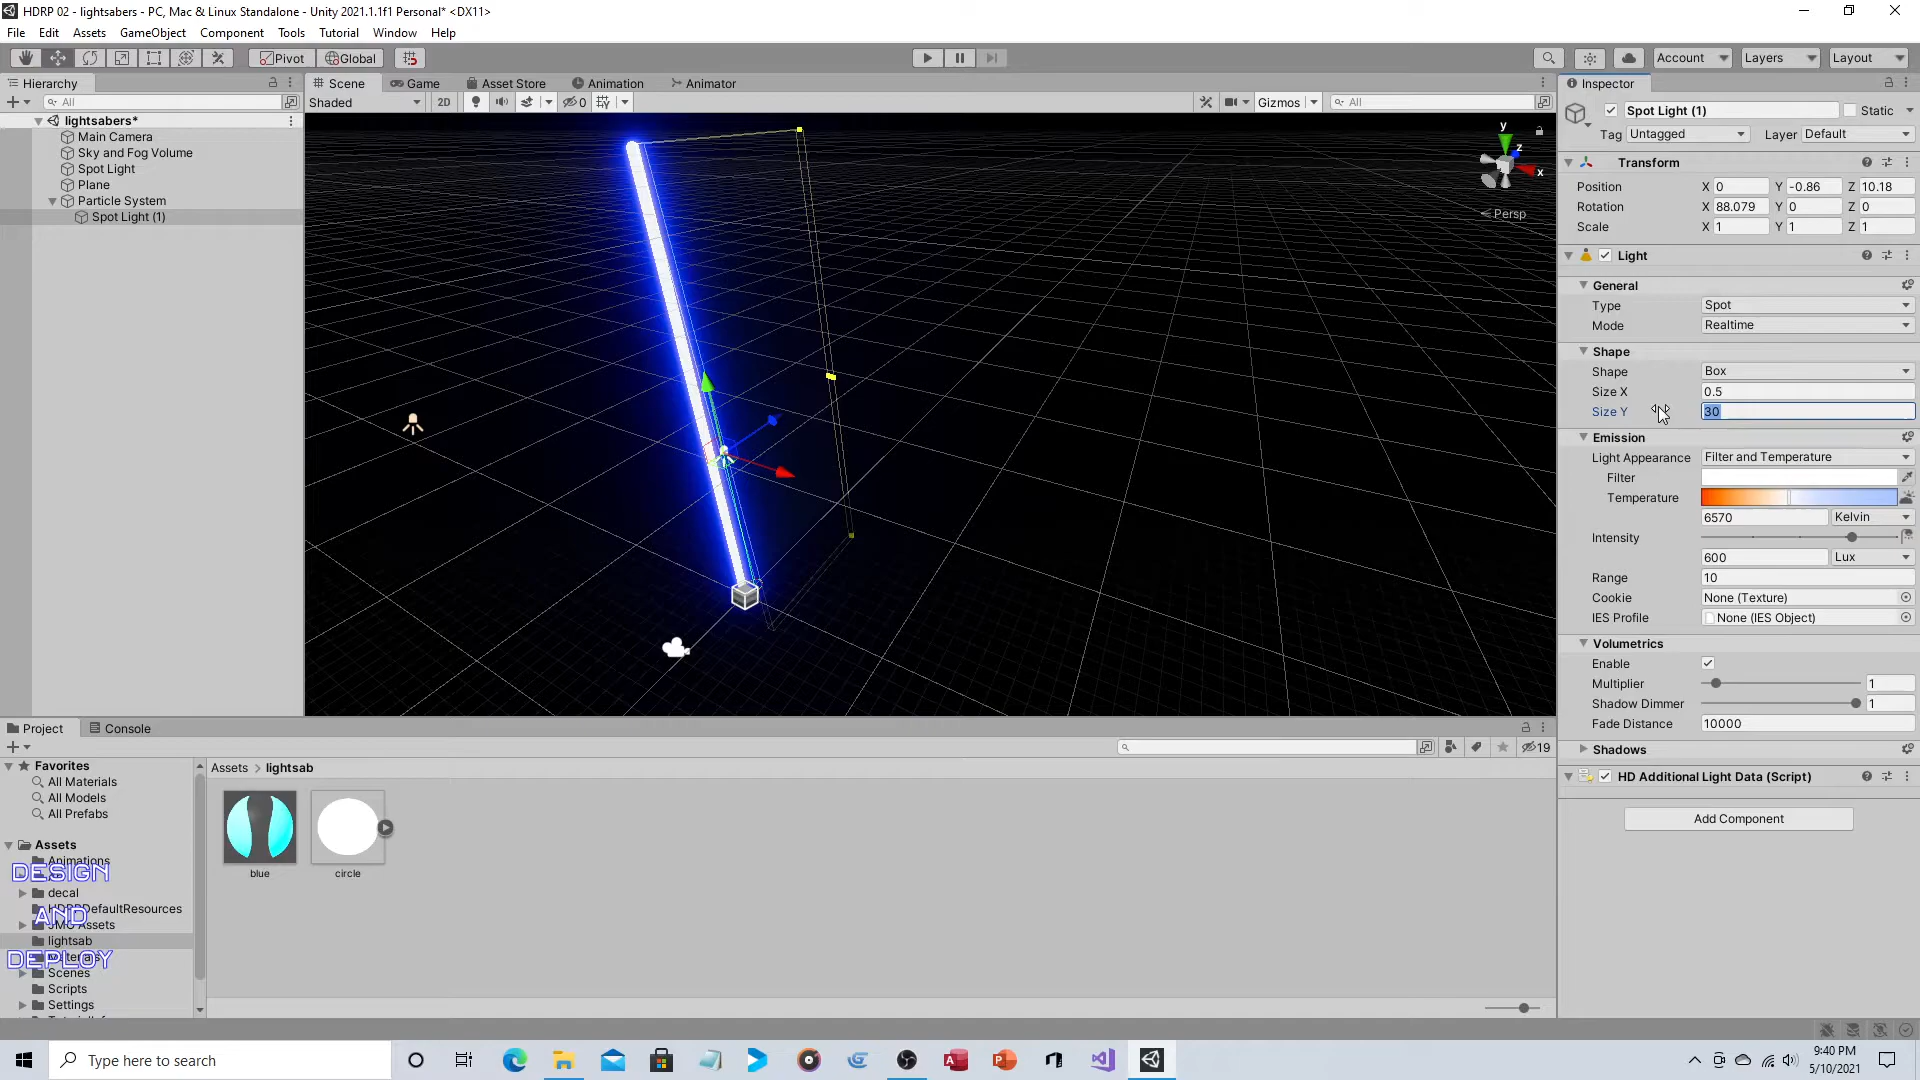 HDRP 02 - lightsabers - PC, Mac & Linux Standalone - Unity 2021.1.1f1 Personal* <DX11>
File Edit Assets GameObject Component Tools Tutorial Window Help
Pivot Global
Account Layers Layout
Hierarchy
All
lightsabers*
Main Camera
Sky and Fog Volume
Spot Light
Plane
Particle System
Spot Light (1)
Scene Game Asset Store Animation Animator
Shaded 2D 0 Gizmos All
y
z
x
Persp
Inspector
Spot Light (1) Static
Tag Untagged Layer Default
Transform
Position X 0 Y -0.86 Z 10.18
Rotation X 88.079 Y 0 Z 0
Scale X 1 Y 1 Z 1
Light
General
Type Spot
Mode Realtime
Shape
Shape Box
Size X 0.5
Size Y 30
Emission
Light Appearance Filter and Temperature
Filter
Temperature
6570 Kelvin
Intensity
600 Lux
Range 10
Cookie None (Texture)
IES Profile None (IES Object)
Volumetrics
Enable
Multiplier 1
Shadow Dimmer 1
Fade Distance 10000
Shadows
HD Additional Light Data (Script)
Add Component
Project Console
19
Favorites
All Materials
All Models
All Prefabs
Assets
Animations
decal
HDRPDefaultResources
Assets
lightsab
Materials
Scenes
Scripts
Settings
DESIGN
AND
DEPLOY
Assets > lightsab
blue circle
Type here to search
9:40 PM
5/10/2021